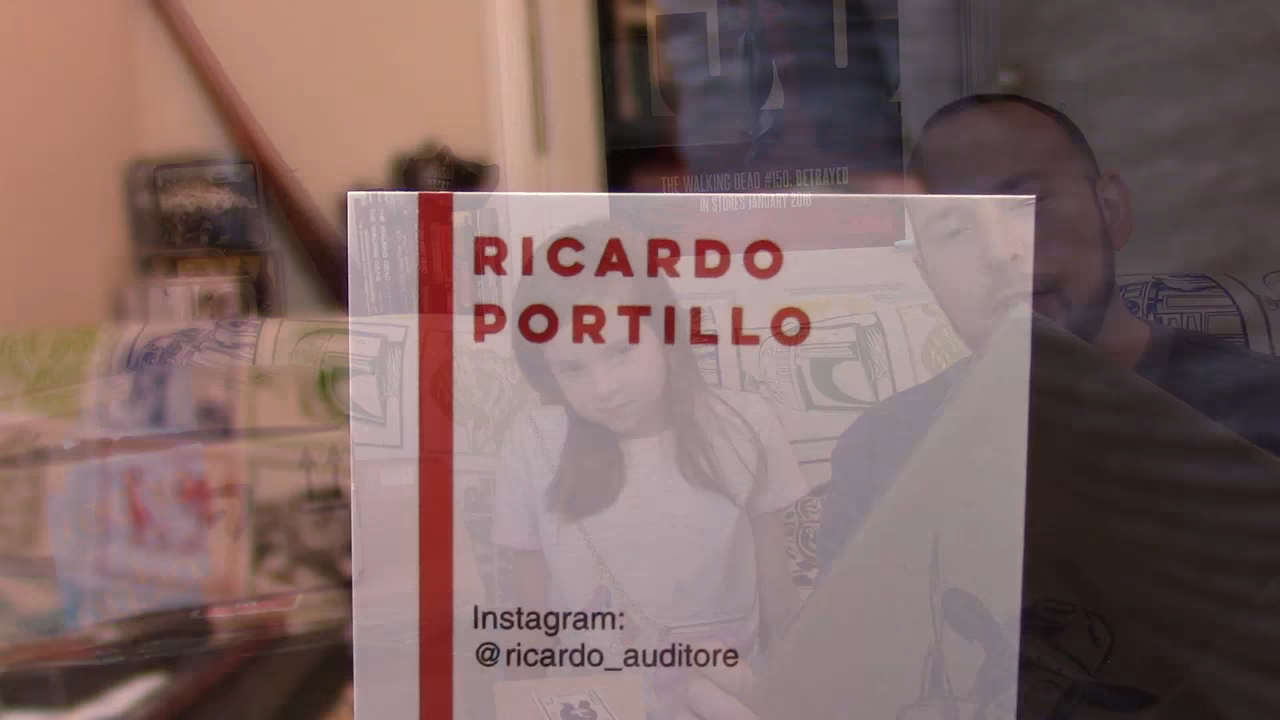 THE WALKING DEAD #150: BETRAYED
IN STORES JANUARY 2016
RICARDO
PORTILLO
Instagram:
@ricardo_auditore